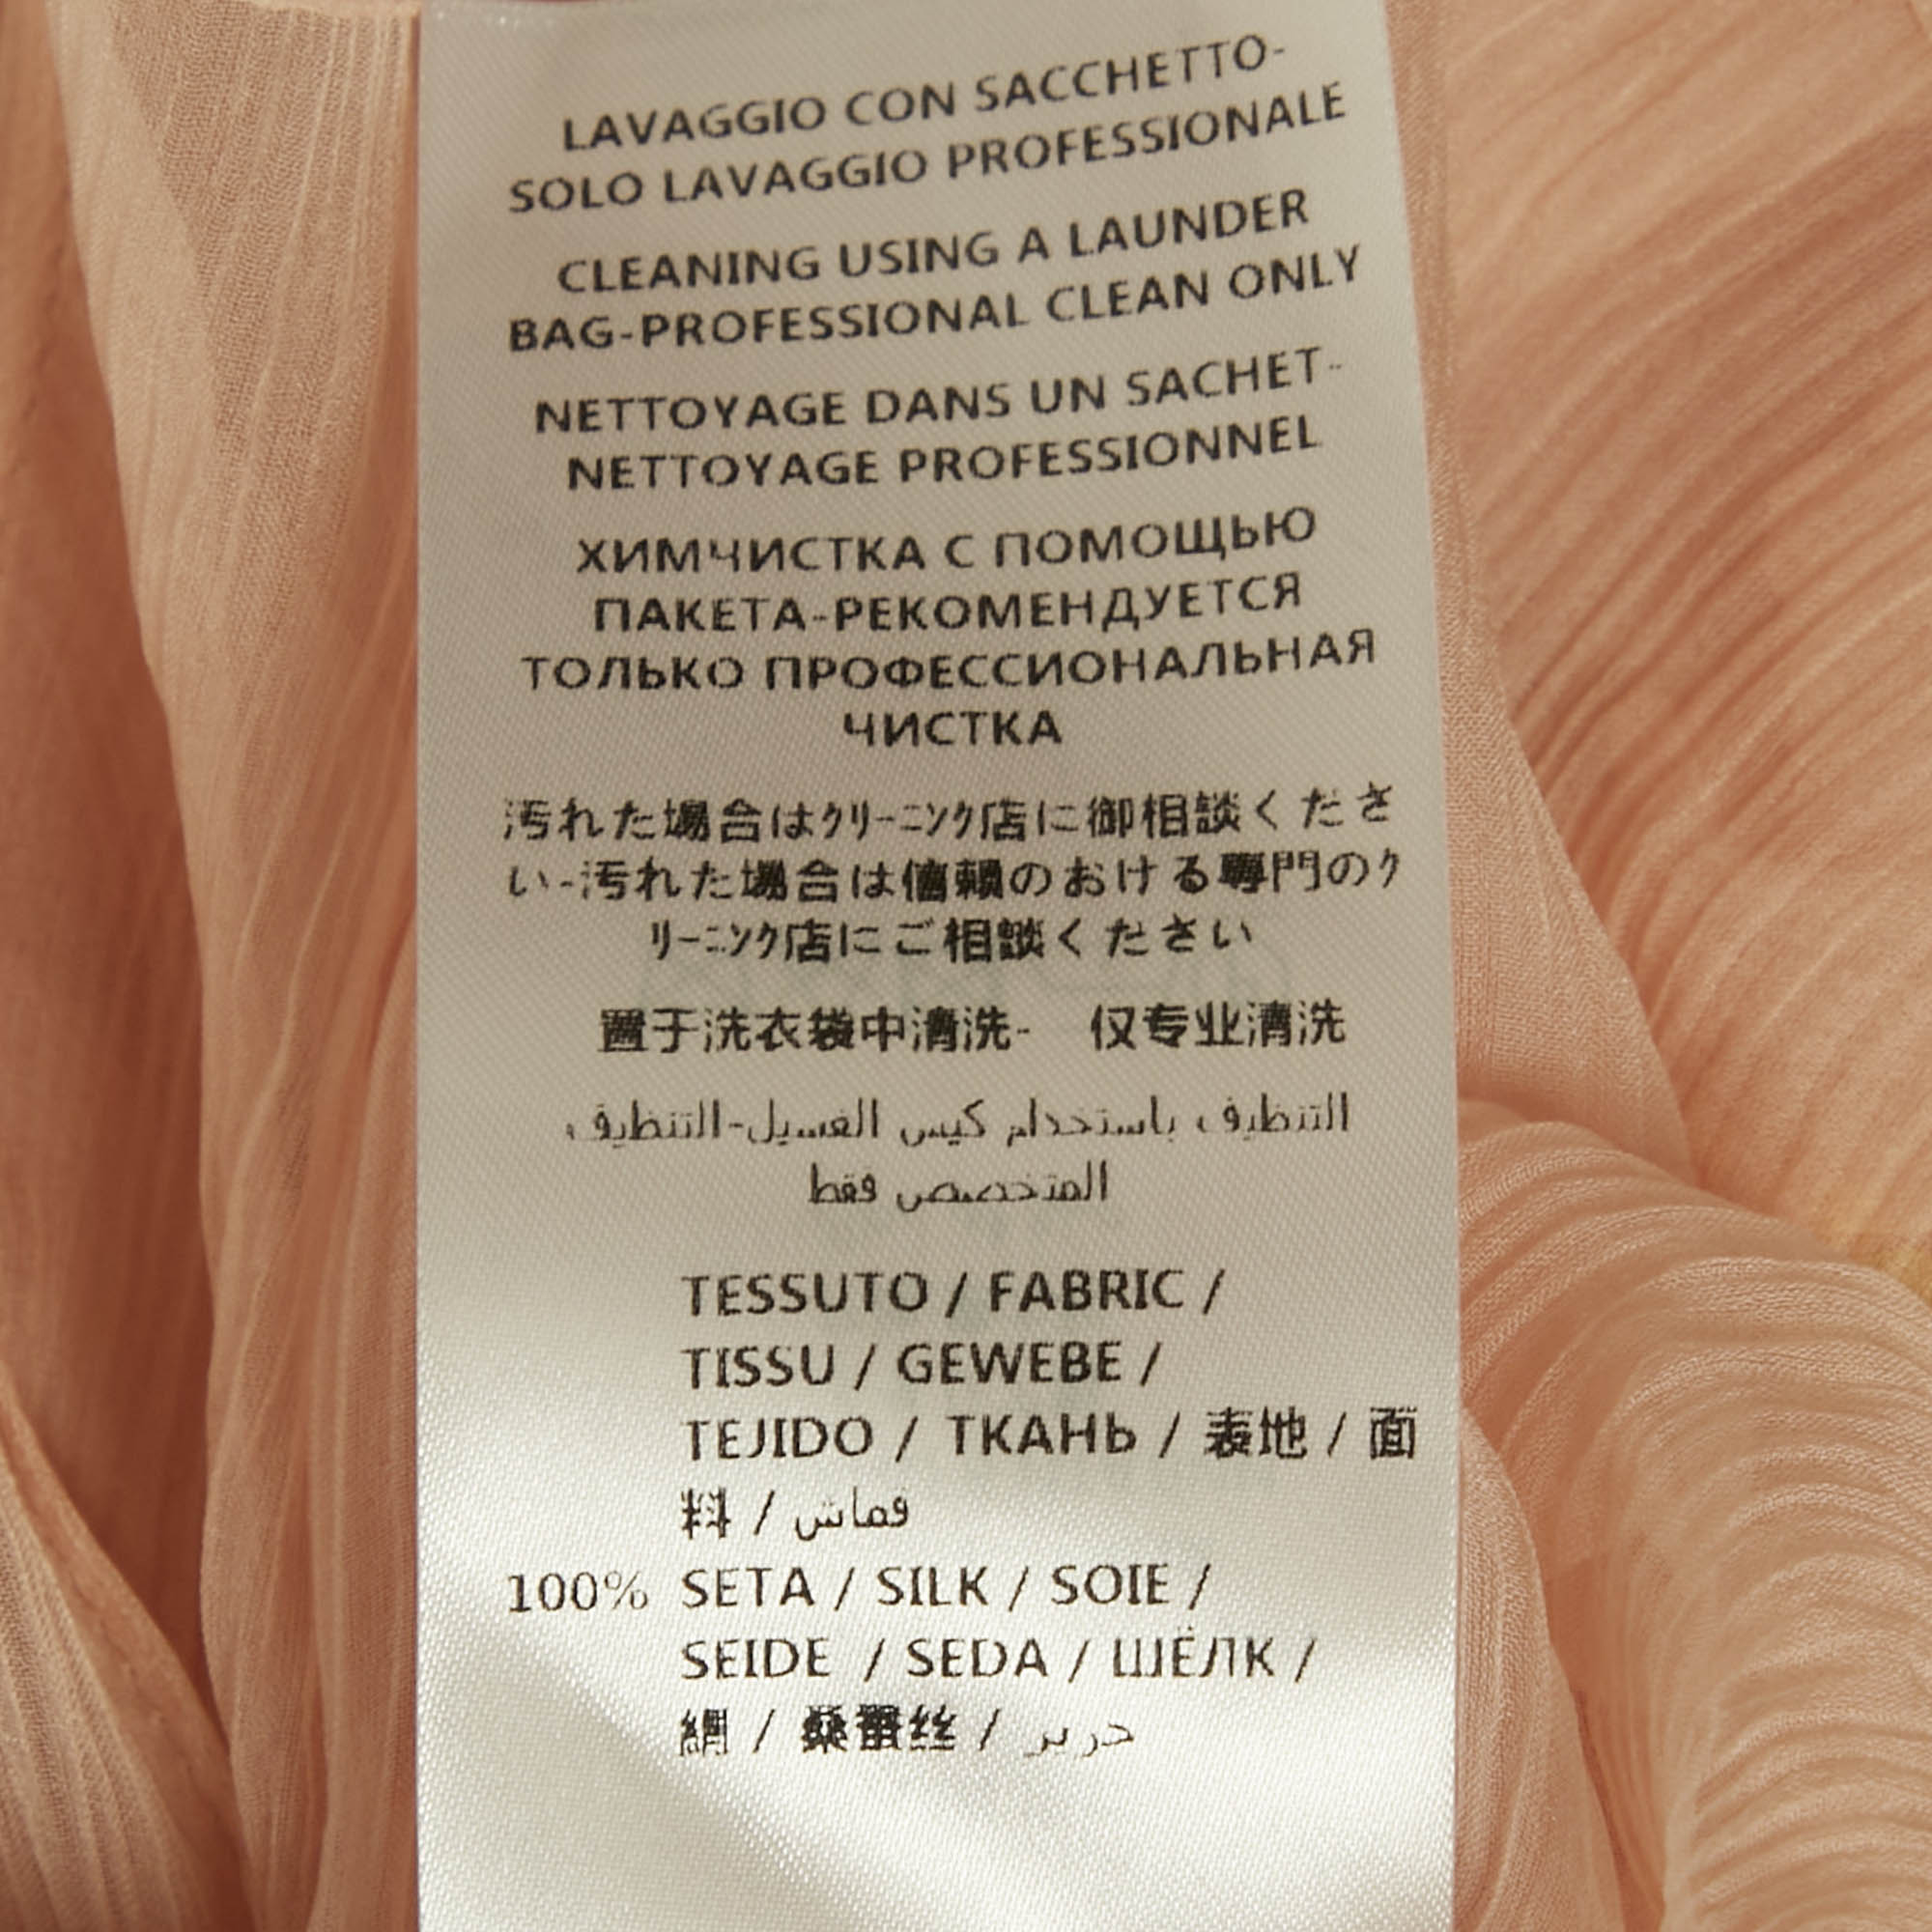 LAVAGGIO CON SACCHETTO-
SOLO LAVAGGIO PROFESSIONALE
CLEANING USING A LAUNDER
BAG-PROFESSIONAL CLEAN ONLY
NETTOYAGE DANS UN SACHET-
NETTOYAGE PROFESSIONNEL
ХИМЧИСТКА С ПОМОЩЬЮ
ПАКЕТА-РЕКОМЕНДУЕТСЯ
ТОЛЬКО ПРОФЕССИОНАЛЬНАЯ
ЧИСТКА
汚れた場合はｸﾘｰﾆﾝｸ店に御相談くださ
い-汚れた場合は信頼のおける専門のｸ
ﾘｰﾆﾝｸ店にご相談ください
置于洗衣袋中清洗- 仅专业清洗
التنظيف باستخدام كيس الغسيل-التنظيف
المتخصص فقط
TESSUTO / FABRIC /
TISSU / GEWEBE /
TEJIDO / ТКАНЬ / 表地 / 面
料 / قماش
100% SETA / SILK / SOIE /
SEIDE / SEDA / ШЁЛК /
絹 / 桑蚕丝 / حرير